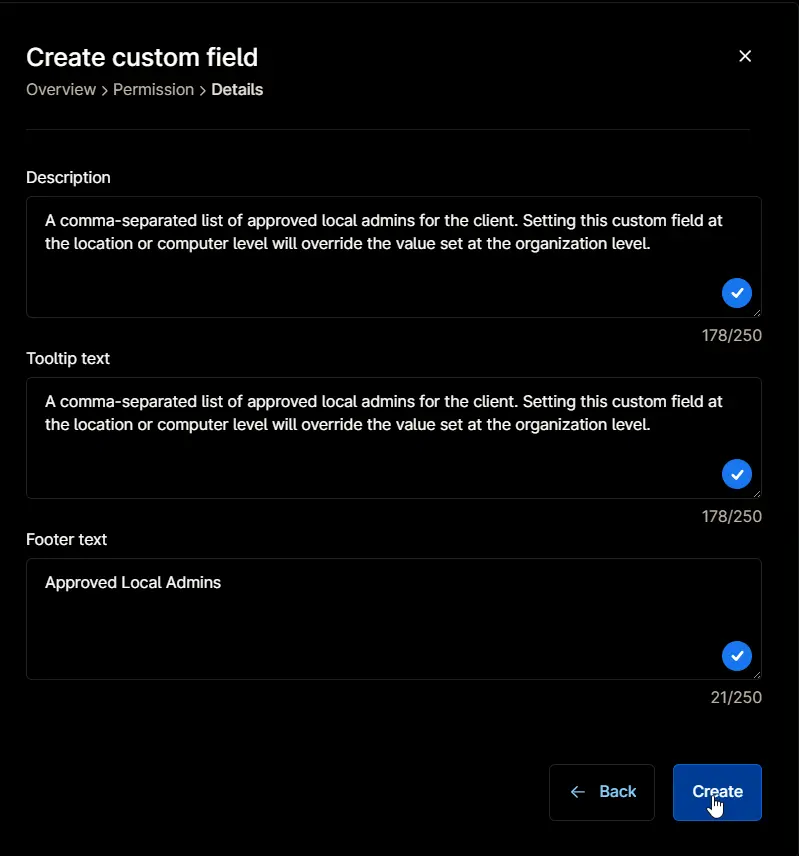 Create custom field
Overview > Permission > Details
Description
A comma-separated list of approved local admins for the client. Setting this custom field at
the location or computer level will override the value set at the organization level.
178/250
Tooltip text
A comma-separated list of approved local admins for the client. Setting this custom field at
the location or computer level will override the value set at the organization level.
178/250
Footer text
Approved Local Admins
21/250
Back
Create